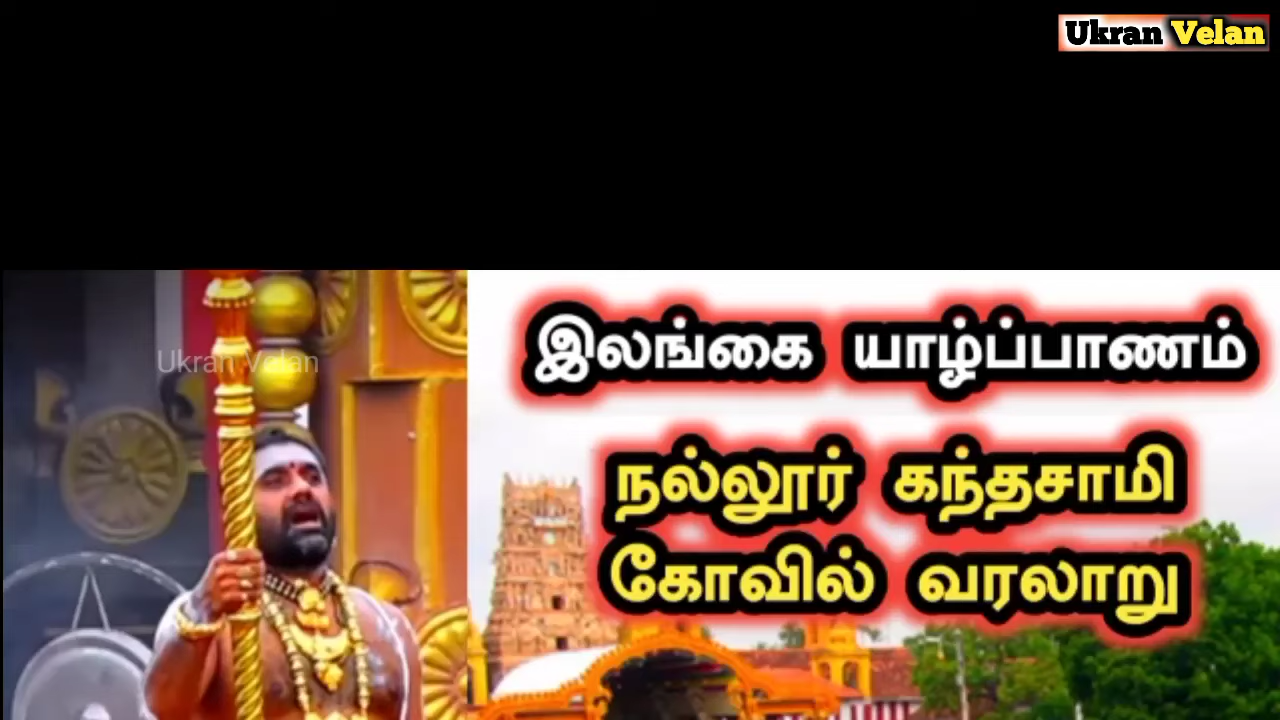 Ukran Velan
Ukran Velan
இலங்கை யாழ்ப்பாணம்
நல்லூர் கந்தசாமி
கோவில் வரலாறு